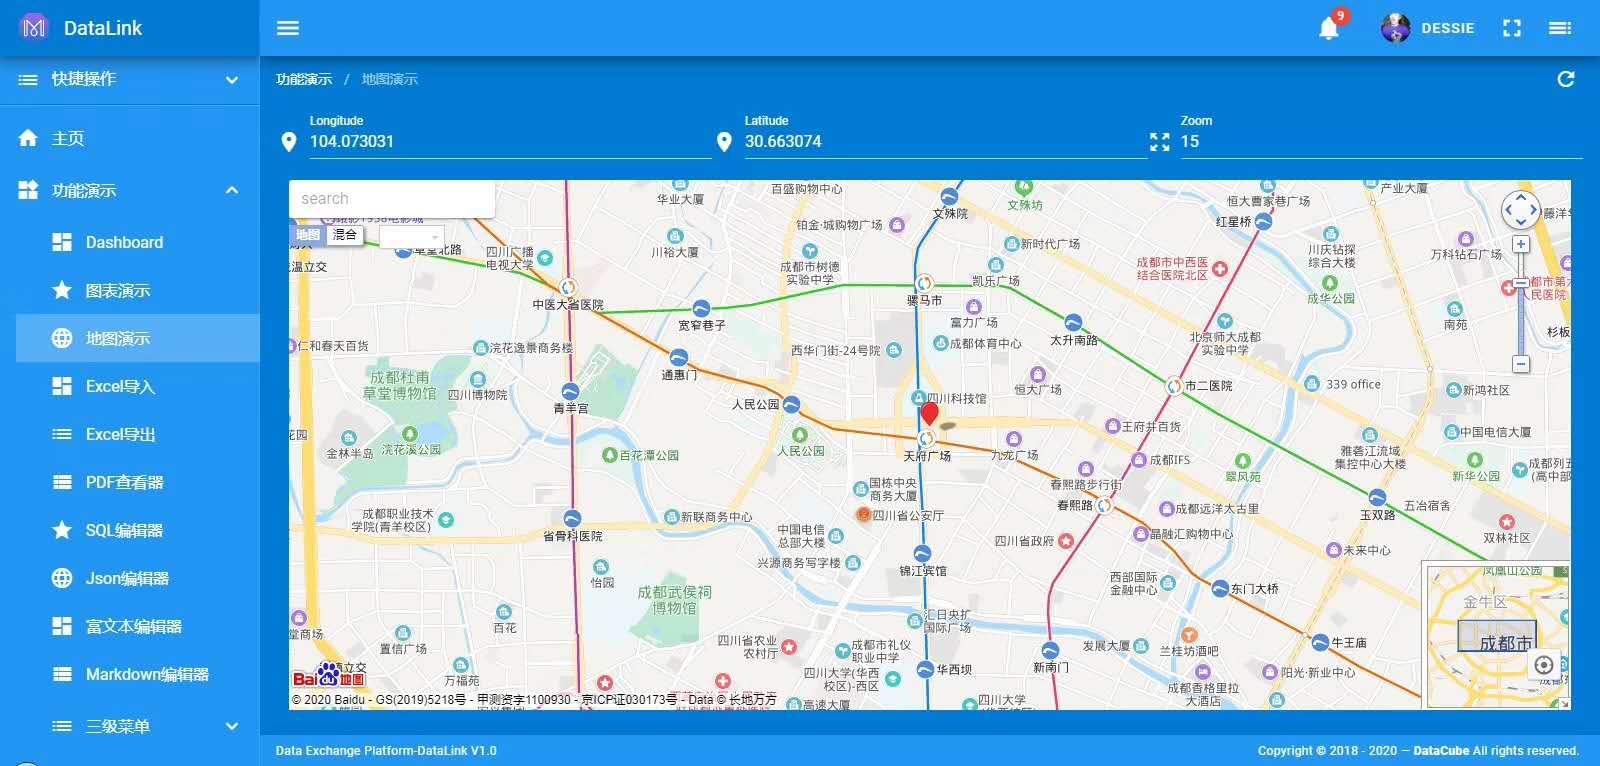 DataLink
9
DESSIE
快捷操作
主页
功能演示
Dashboard
图表演示
地图演示
Excel导入
Excel导出
PDF查看器
SQL编辑器
Json编辑器
富文本编辑器
Markdown编辑器
三级菜单
功能演示 / 地图演示
Longitude
104.073031
Latitude
30.663074
Zoom
15
search
地图 混合
华业大厦
百盛购物中心
文殊院
文殊坊
恒大曹家巷广场
产业大厦
红星桥
铂金·城购物广场
藤洋
四川广播
电视大学
川裕大厦
成都市树德
实验中学
新时代广场
凯乐广场
成都市中西医
结合医院北区
川庆钻探
综合大楼
万科钻石广场
成华公园
人民医院
中医大省医院
宽窄巷子
骡马市
富力广场
太升南路
南苑
杉板
仁和春天百货
浣花逸景商务楼
通惠门
西华门街-24号院
成都体育中心
北京师大成都
实验中学
成都杜甫
草堂博物馆
四川博物院
青羊宫
人民公园
四川科技馆
恒大广场
市二医院
339 office
新鸿社区
花园
金林半岛
浣花溪公园
百花潭公园
人民公园
天府广场
九龙广场
王府井百货
成都IFS
翠风苑
雅砻江流域
集控中心大楼
中国电信大厦
新华公园
成都列五
(高中部
成都职业技术
学院(青羊校区)
新联商务中心
国栋中央
商务大厦
四川省公安厅
春熙路步行街
春熙路
成都远洋太古里
玉双路
五冶宿舍
双林社区
省骨科医院
中国电信
总部大楼
兴源商务写字楼
锦江宾馆
四川省政府
晶融汇购物中心
未来中心
怡园
成都武侯祠
博物馆
西部国际
金融中心
东门大桥
堂商场
置信广场
百花
万福苑
四川省农业
农村厅
成都市礼仪
职业中学
四川大学(华西
校区)-西区
汇日央扩
国际广场
华西坝
新南门
发展大厦
兰桂坊酒吧
牛王庙
成都香格里拉
大酒店
阳光·新业中心
高速大厦
四川大学
凤凰山公园
金牛区
成都市
Baidu地图
© 2020 Baidu - GS(2019)5218号 - 甲测资字1100930 - 京ICP证030173号 - Data © 长地万方
Data Exchange Platform-DataLink V1.0
Copyright © 2018 - 2020 — DataCube All rights reserved.